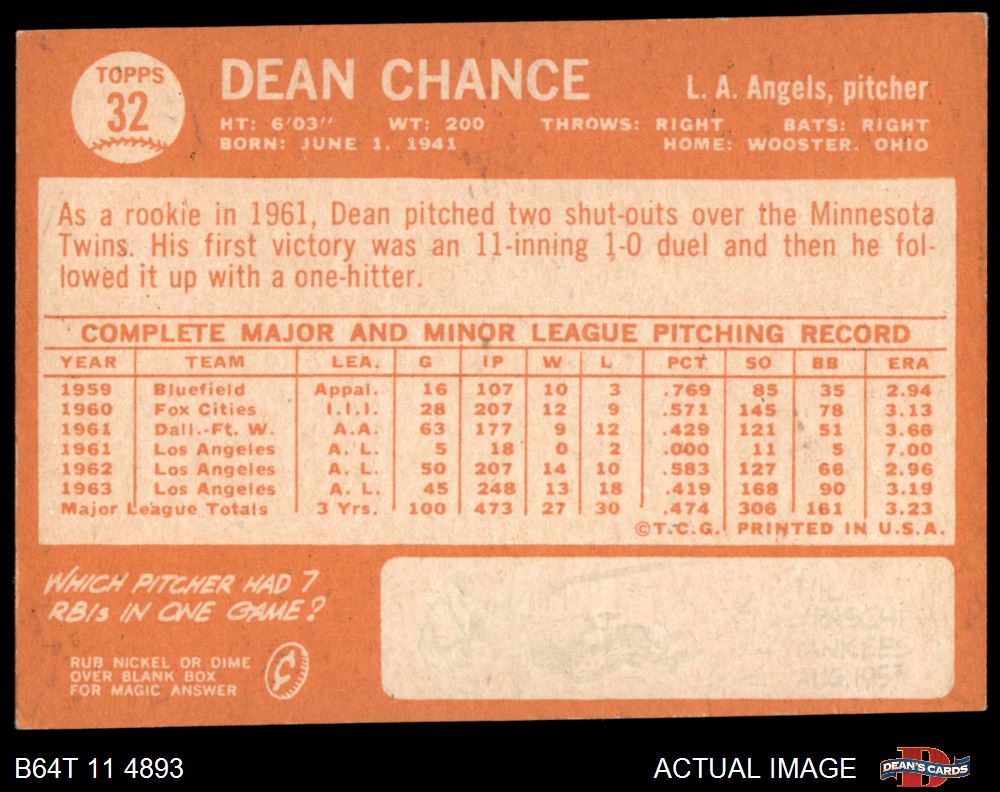 TOPPS
32
DEAN CHANCE
L. A. Angels, pitcher
HT: 6'03" WT: 200 THROWS: RIGHT BATS: RIGHT
BORN: JUNE 1, 1941 HOME: WOOSTER, OHIO
As a rookie in 1961, Dean pitched two shut-outs over the Minnesota
Twins. His first victory was an 11-inning 1-0 duel and then he fol-
lowed it up with a one-hitter.
COMPLETE MAJOR AND MINOR LEAGUE PITCHING RECORD
YEAR TEAM LEA. G IP W L PCT SO BB ERA
1959 Bluefield Appal. 16 107 10 3 .769 85 35 2.94
1960 Fox Cities I.I.I. 28 207 12 9 .571 145 78 3.13
1961 Dall.-Ft. W. A.A. 63 177 9 12 .429 121 51 3.66
1961 Los Angeles A. L. 5 18 0 2 .000 11 5 7.00
1962 Los Angeles A. L. 50 207 14 10 .583 127 66 2.96
1963 Los Angeles A. L. 45 248 13 18 .419 168 90 3.19
Major League Totals 3 Yrs. 100 473 27 30 .474 306 161 3.23
©T.C.G. PRINTED IN U.S.A.
WHICH PITCHER HAD 7
RBIs IN ONE GAME?
RUB NICKEL OR DIME
OVER BLANK BOX
FOR MAGIC ANSWER
YANKEES
B64T 11 4893
ACTUAL IMAGE
D
DEAN'S CARDS